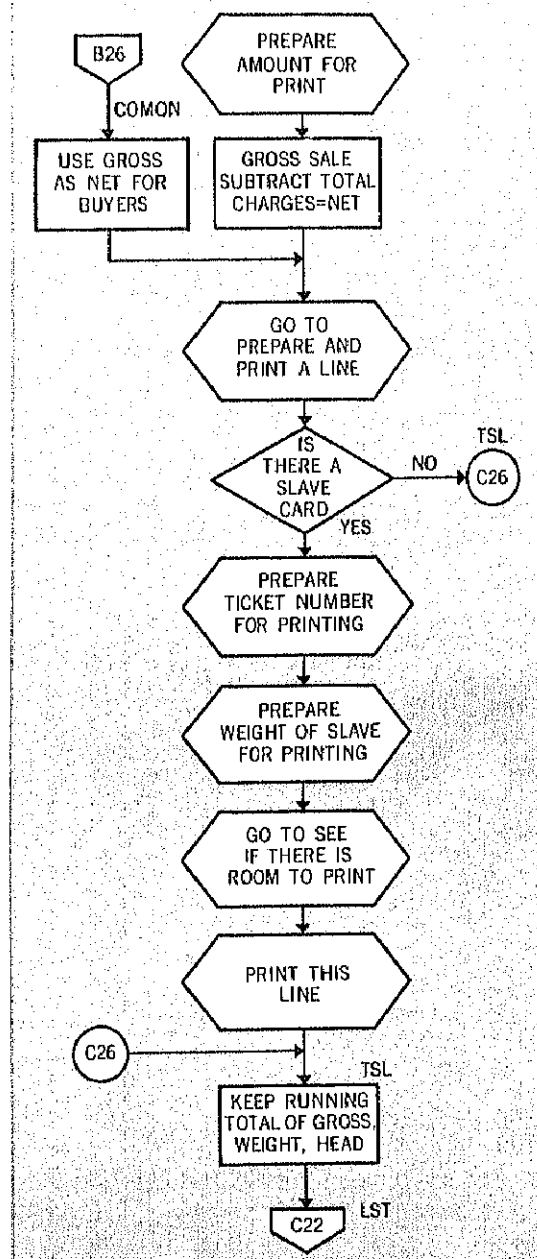 B26
COMON
PREPARE
AMOUNT FOR
PRINT
USE GROSS
AS NET FOR
BUYERS
GROSS SALE
SUBTRACT TOTAL
CHARGES=NET
GO TO
PREPARE AND
PRINT A LINE
IS
THERE A
SLAVE
CARD
NO
TSL
C26
YES
PREPARE
TICKET NUMBER
FOR PRINTING
PREPARE
WEIGHT OF SLAVE
FOR PRINTING
GO TO SEE
IF THERE IS
ROOM TO PRINT
PRINT THIS
LINE
C26
TSL
KEEP RUNNING
TOTAL OF GROSS,
WEIGHT, HEAD
C22
LST